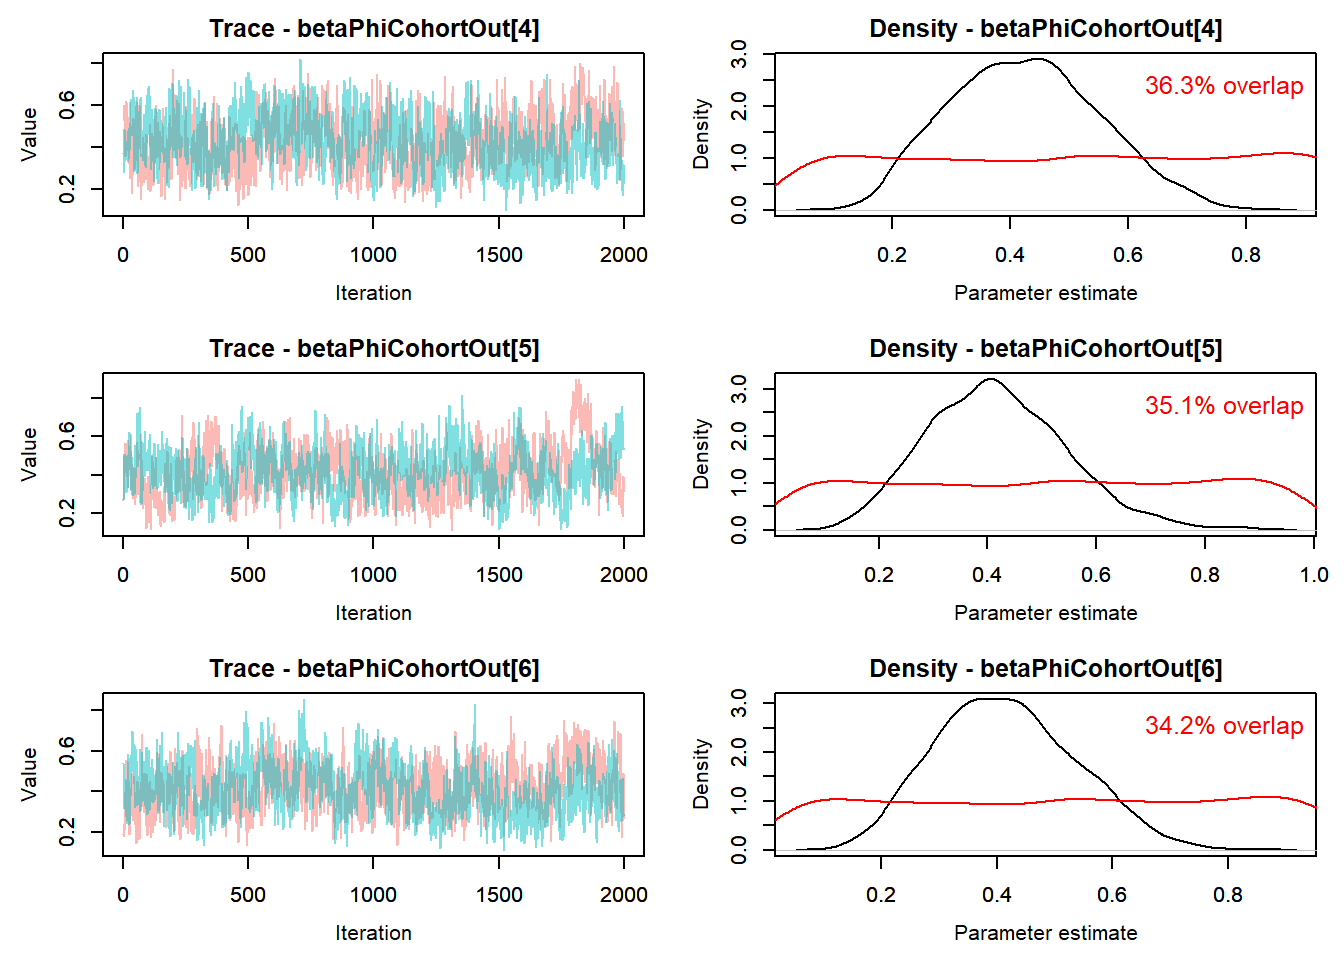 Trace - betaPhiCohortOut[4]
Value
0.2
0.6
0
500
1000
1500
2000
Iteration
Density - betaPhiCohortOut[4]
36.3% overlap
Density
0.0
1.0
2.0
3.0
0.2
0.4
0.6
0.8
Parameter estimate
Trace - betaPhiCohortOut[5]
Value
0.2
0.6
0
500
1000
1500
2000
Iteration
Density - betaPhiCohortOut[5]
35.1% overlap
Density
0.0
1.0
2.0
3.0
0.2
0.4
0.6
0.8
1.0
Parameter estimate
Trace - betaPhiCohortOut[6]
Value
0.2
0.6
0
500
1000
1500
2000
Iteration
Density - betaPhiCohortOut[6]
34.2% overlap
Density
0.0
1.0
2.0
3.0
0.2
0.4
0.6
0.8
Parameter estimate